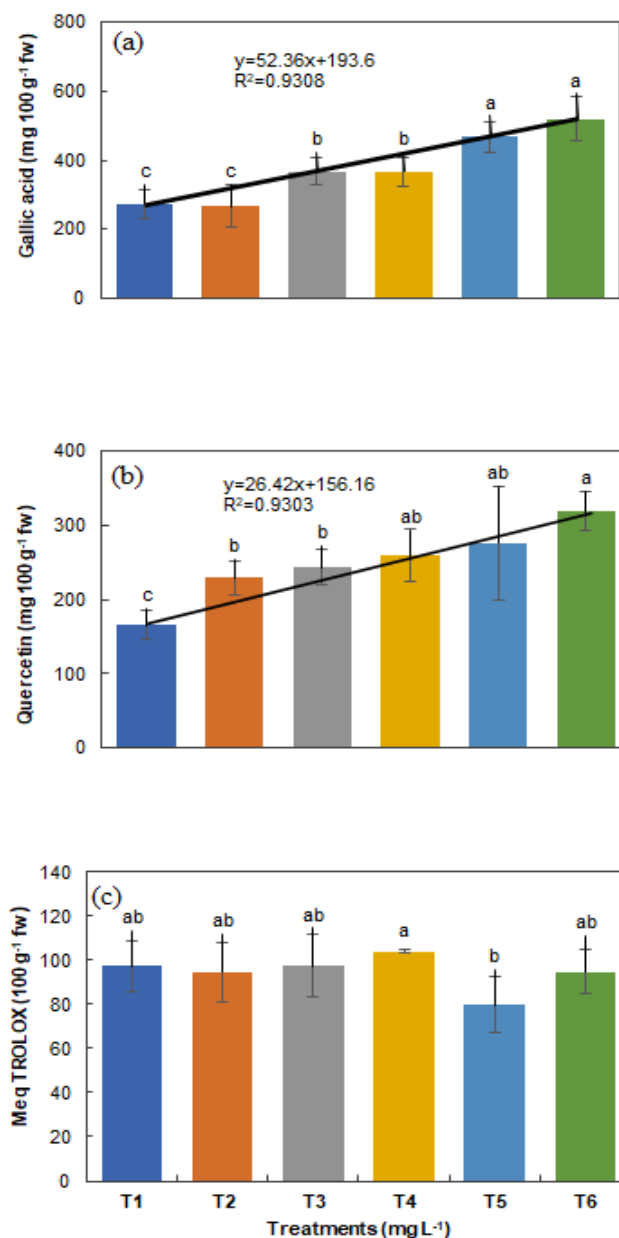 (a)
y=52.36x+193.6
R²=0.9308
Gallic acid (mg 100 g⁻¹ fw)
800
600
400
200
0
c c b b a a
(b)
y=26.42x+156.16
R²=0.9303
Quercetin (mg 100 g⁻¹ fw)
400
300
200
100
0
c b b ab ab a
(c)
Meq TROLOX (100 g⁻¹ fw)
140
120
100
80
60
40
20
0
ab ab ab a b ab
T1 T2 T3 T4 T5 T6
Treatments (mg L⁻¹)